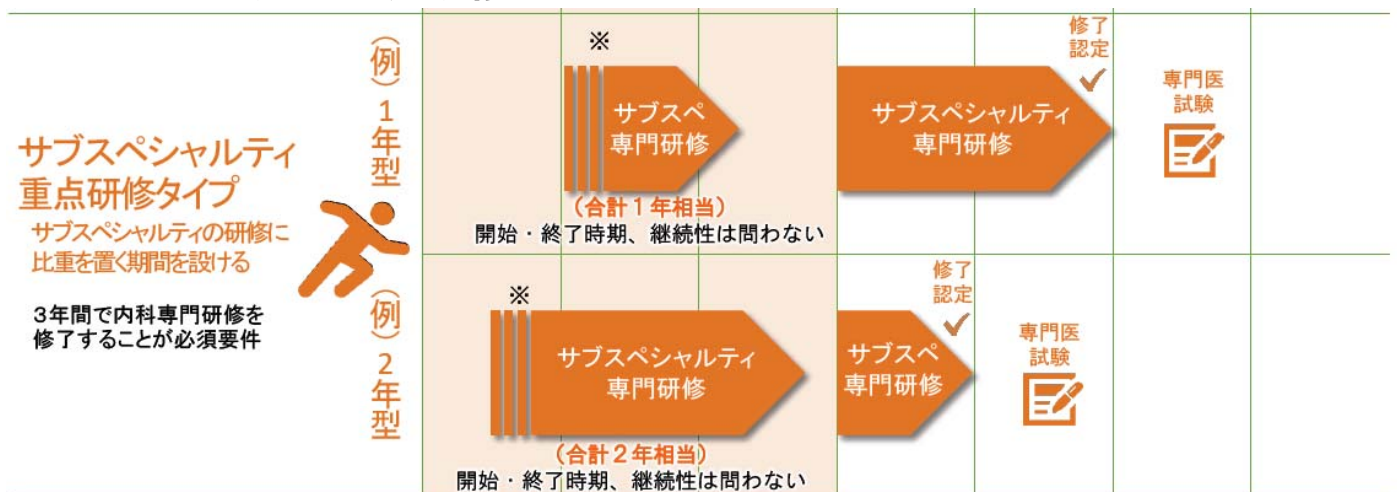 サブスペシャルティ
重点研修タイプ
サブスペシャルティの研修に
比重を置く期間を設ける
3年間で内科専門研修を
修了することが必須要件
(例)1年型
※
サブスペ
専門研修
(合計1年相当)
開始・終了時期、継続性は問わない
サブスペシャルティ
専門研修
修了
認定
専門医
試験
(例)2年型
※
サブスペシャルティ
専門研修
(合計2年相当)
開始・終了時期、継続性は問わない
サブスペ
専門研修
修了
認定
専門医
試験